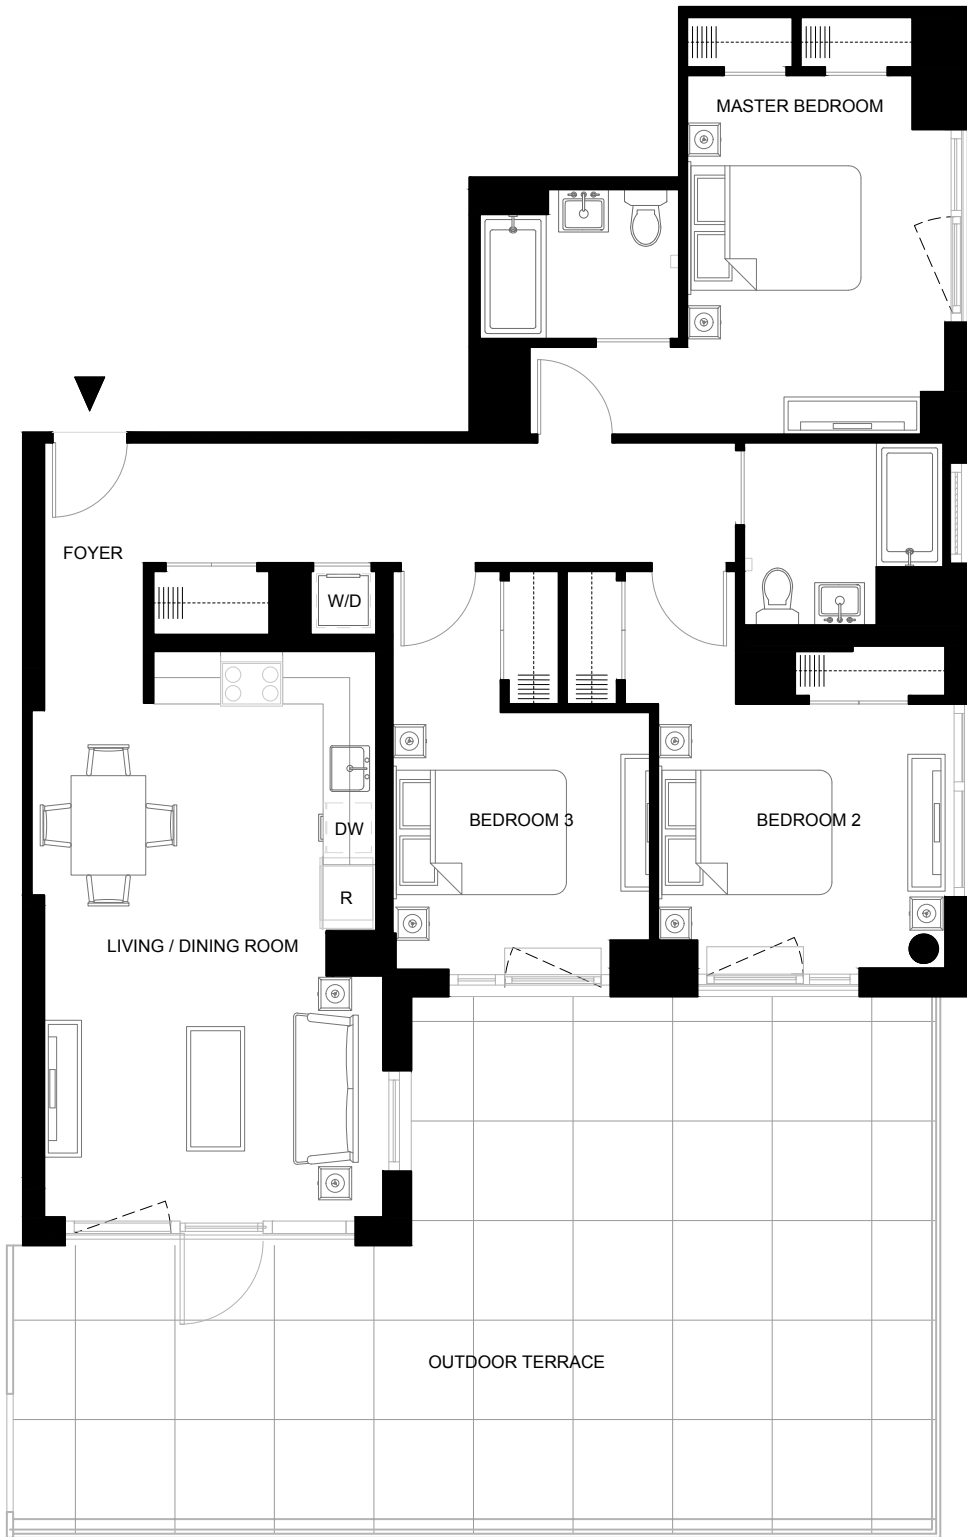 MASTER BEDROOM
FOYER
W/D
DW
BEDROOM 3
BEDROOM 2
R
LIVING / DINING ROOM
OUTDOOR TERRACE